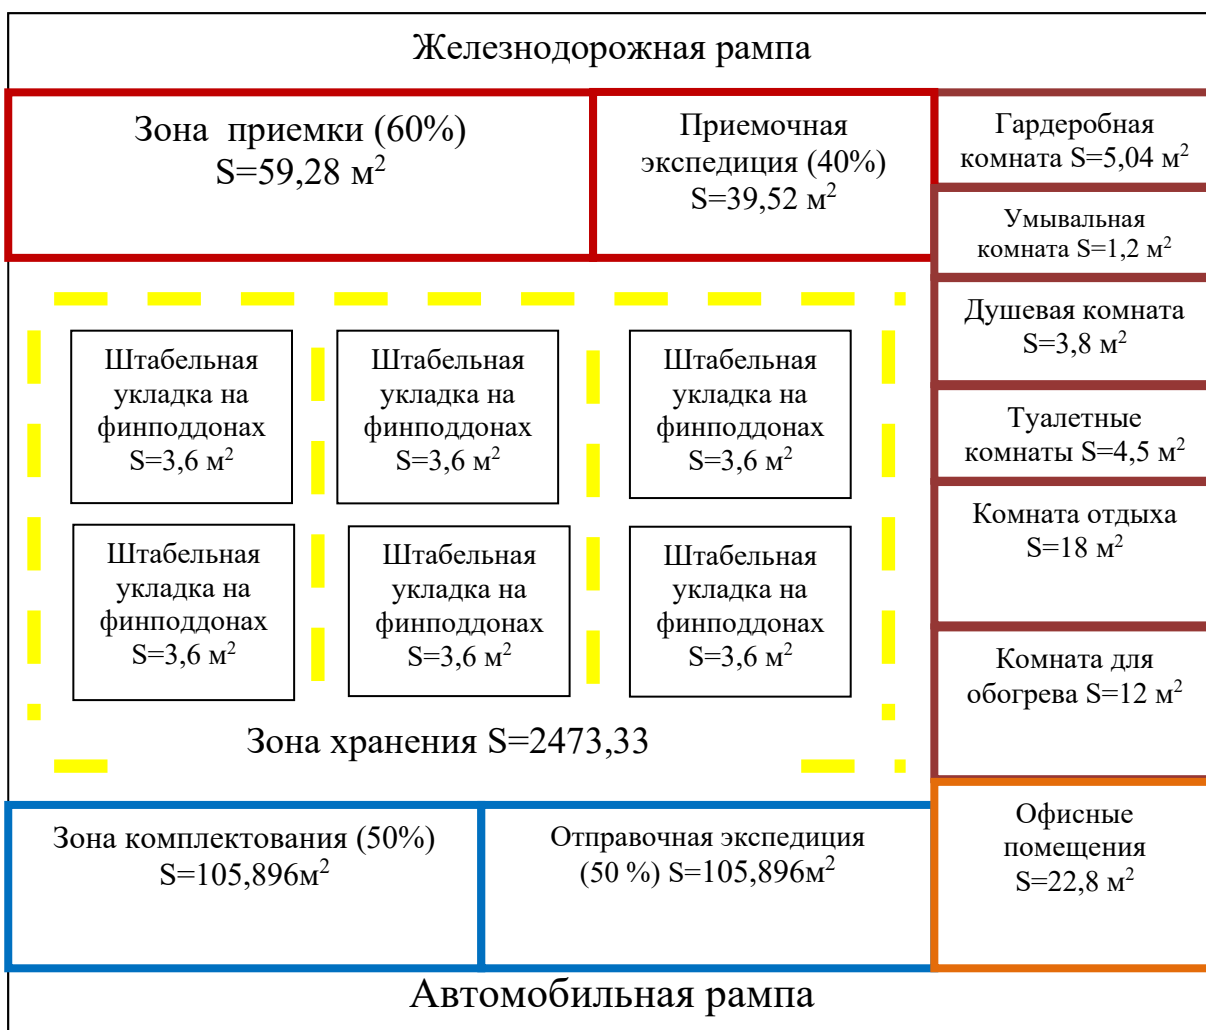 Железнодорожная рампа
Зона приемки (60%)
S=59,28 м²
Приемочная
экспедиция (40%)
S=39,52 м²
Гардеробная
комната S=5,04 м²
Умывальная
комната S=1,2 м²
Душевая комната
S=3,8 м²
Туалетные
комнаты S=4,5 м²
Комната отдыха
S=18 м²
Комната для
обогрева S=12 м²
Штабельная
укладка на
финподдонах
S=3,6 м²
Штабельная
укладка на
финподдонах
S=3,6 м²
Штабельная
укладка на
финподдонах
S=3,6 м²
Штабельная
укладка на
финподдонах
S=3,6 м²
Штабельная
укладка на
финподдонах
S=3,6 м²
Штабельная
укладка на
финподдонах
S=3,6 м²
Зона хранения S=2473,33
Зона комплектования (50%)
S=105,896м²
Отправочная экспедиция
(50 %) S=105,896м²
Офисные
помещения
S=22,8 м²
Автомобильная рампа